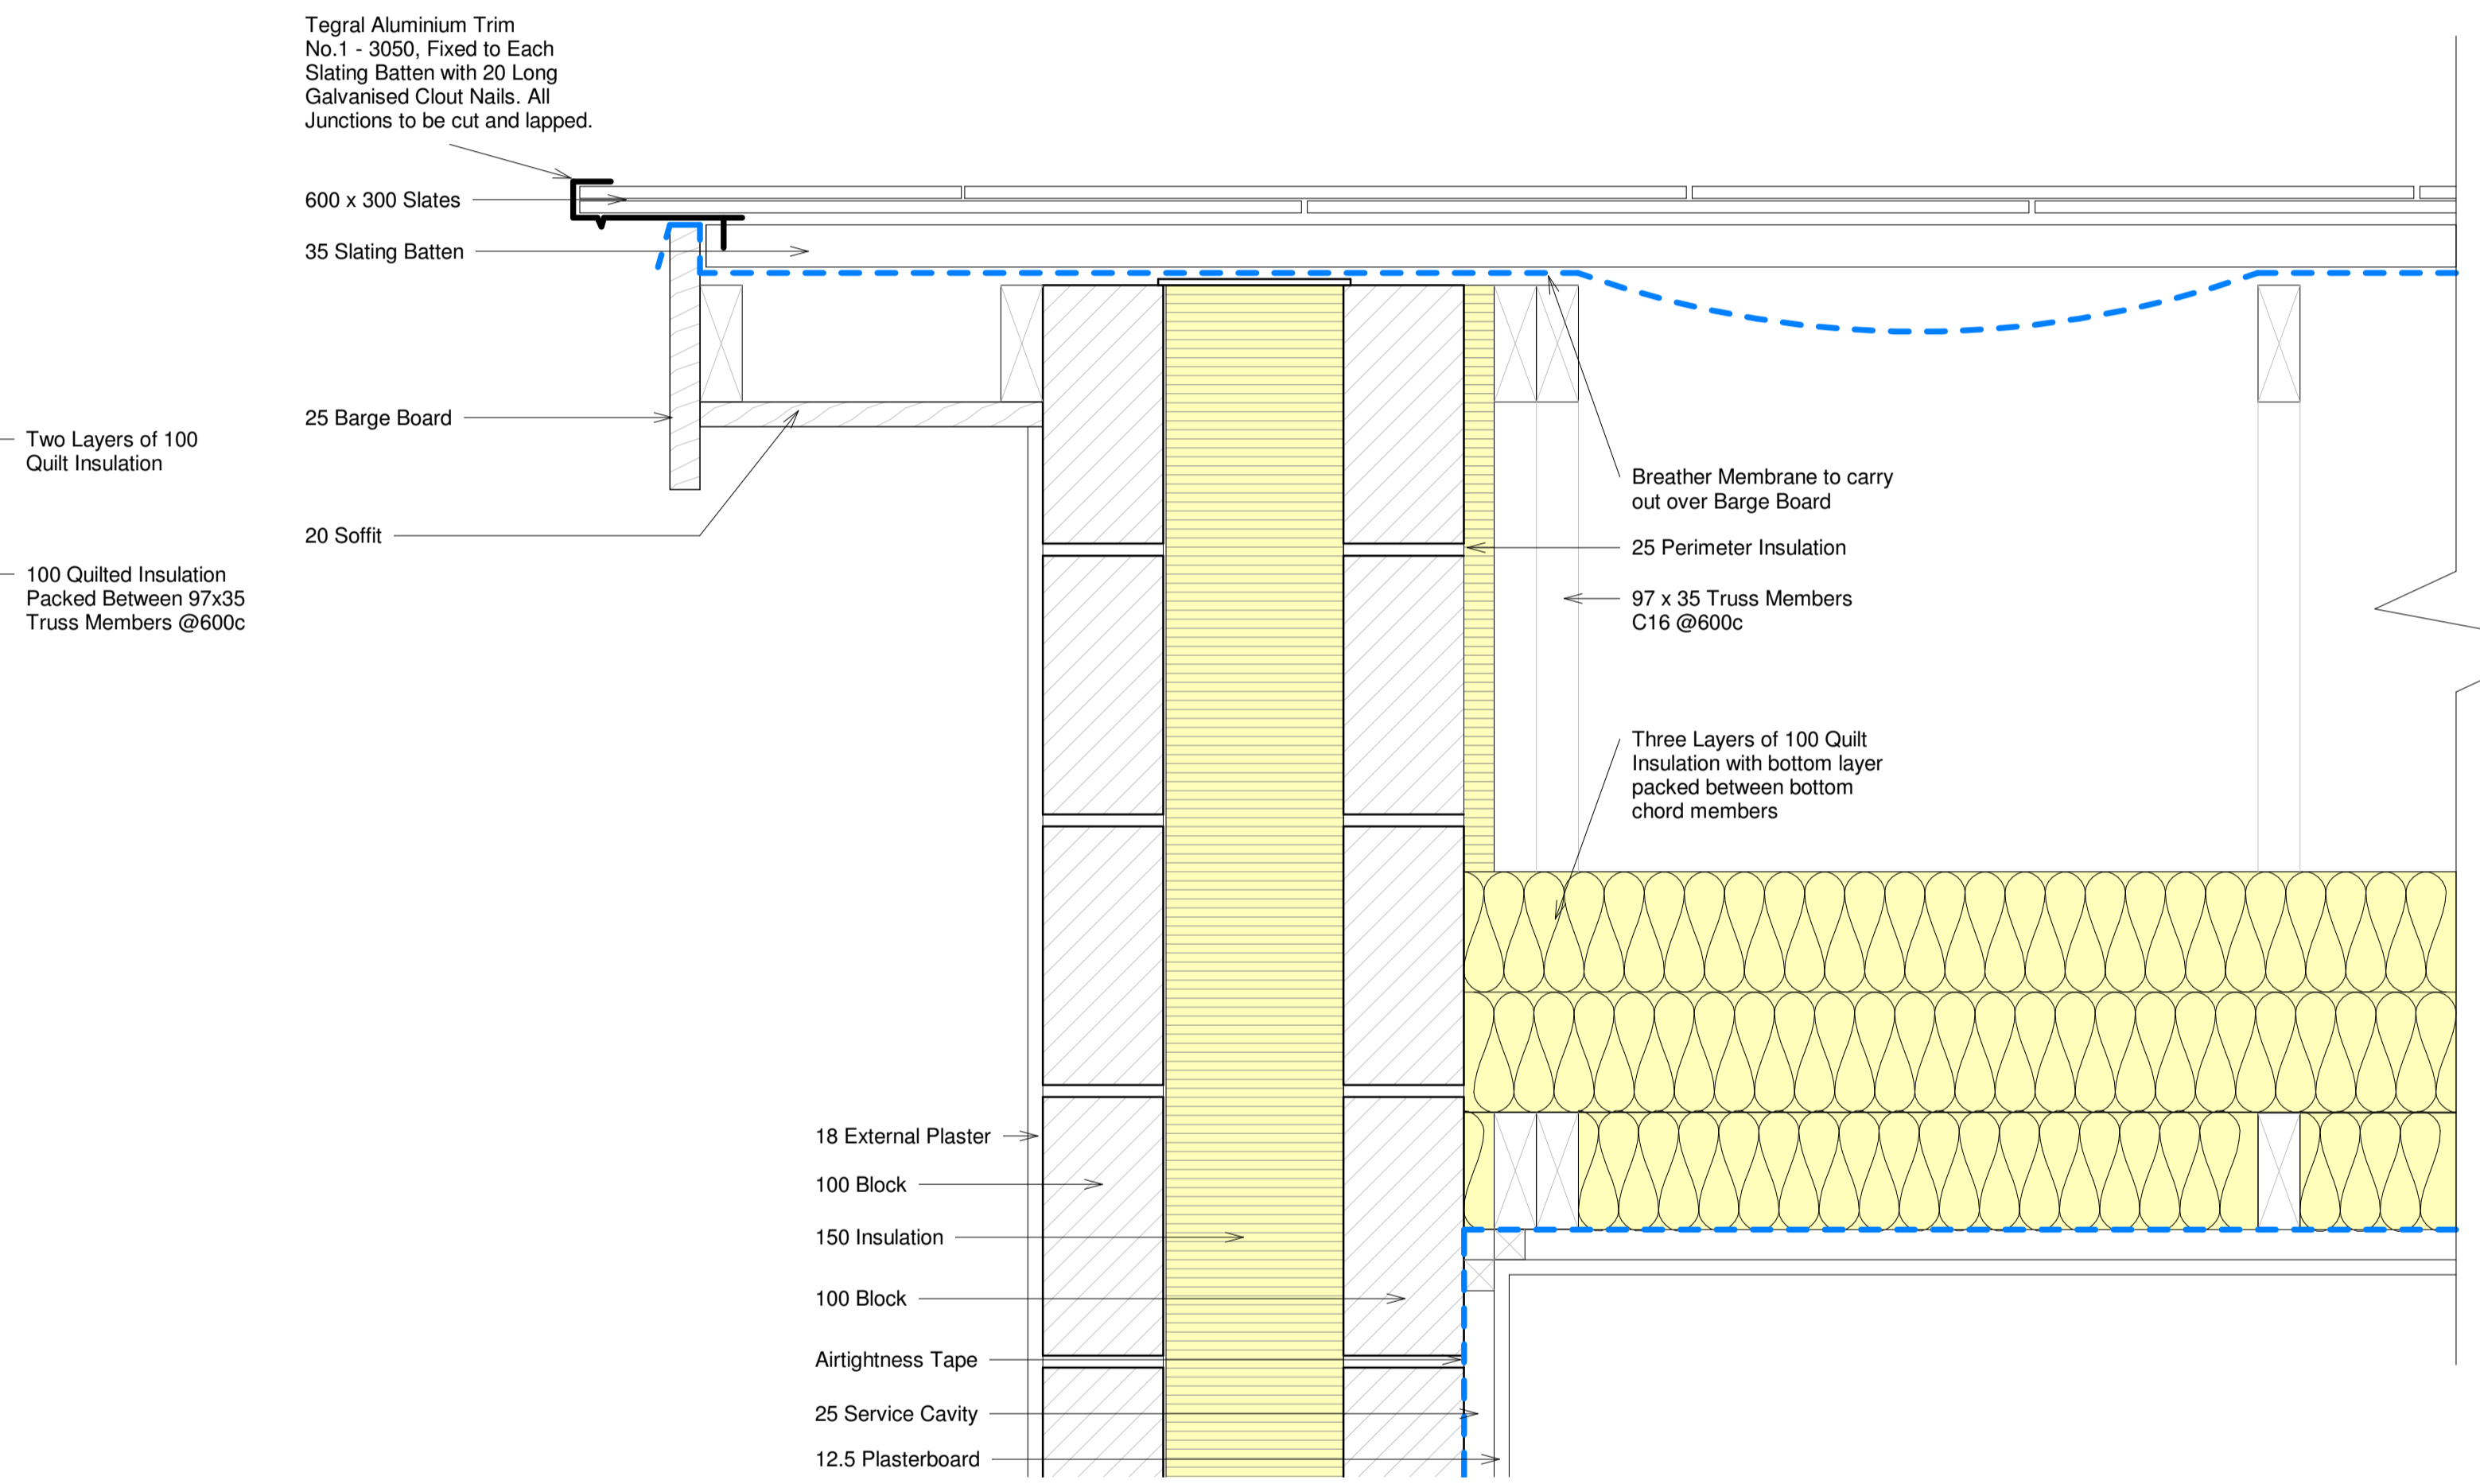 Tegral Aluminium Trim
No.1 - 3050, Fixed to Each
Slating Batten with 20 Long
Galvanised Clout Nails. All
Junctions to be cut and lapped.
600 x 300 Slates
35 Slating Batten
25 Barge Board
20 Soffit
Two Layers of 100
Quilt Insulation
100 Quilted Insulation
Packed Between 97x35
Truss Members @600c
Breather Membrane to carry
out over Barge Board
25 Perimeter Insulation
97 x 35 Truss Members
C16 @600c
Three Layers of 100 Quilt
Insulation with bottom layer
packed between bottom
chord members
18 External Plaster
100 Block
150 Insulation
100 Block
Airtightness Tape
25 Service Cavity
12.5 Plasterboard